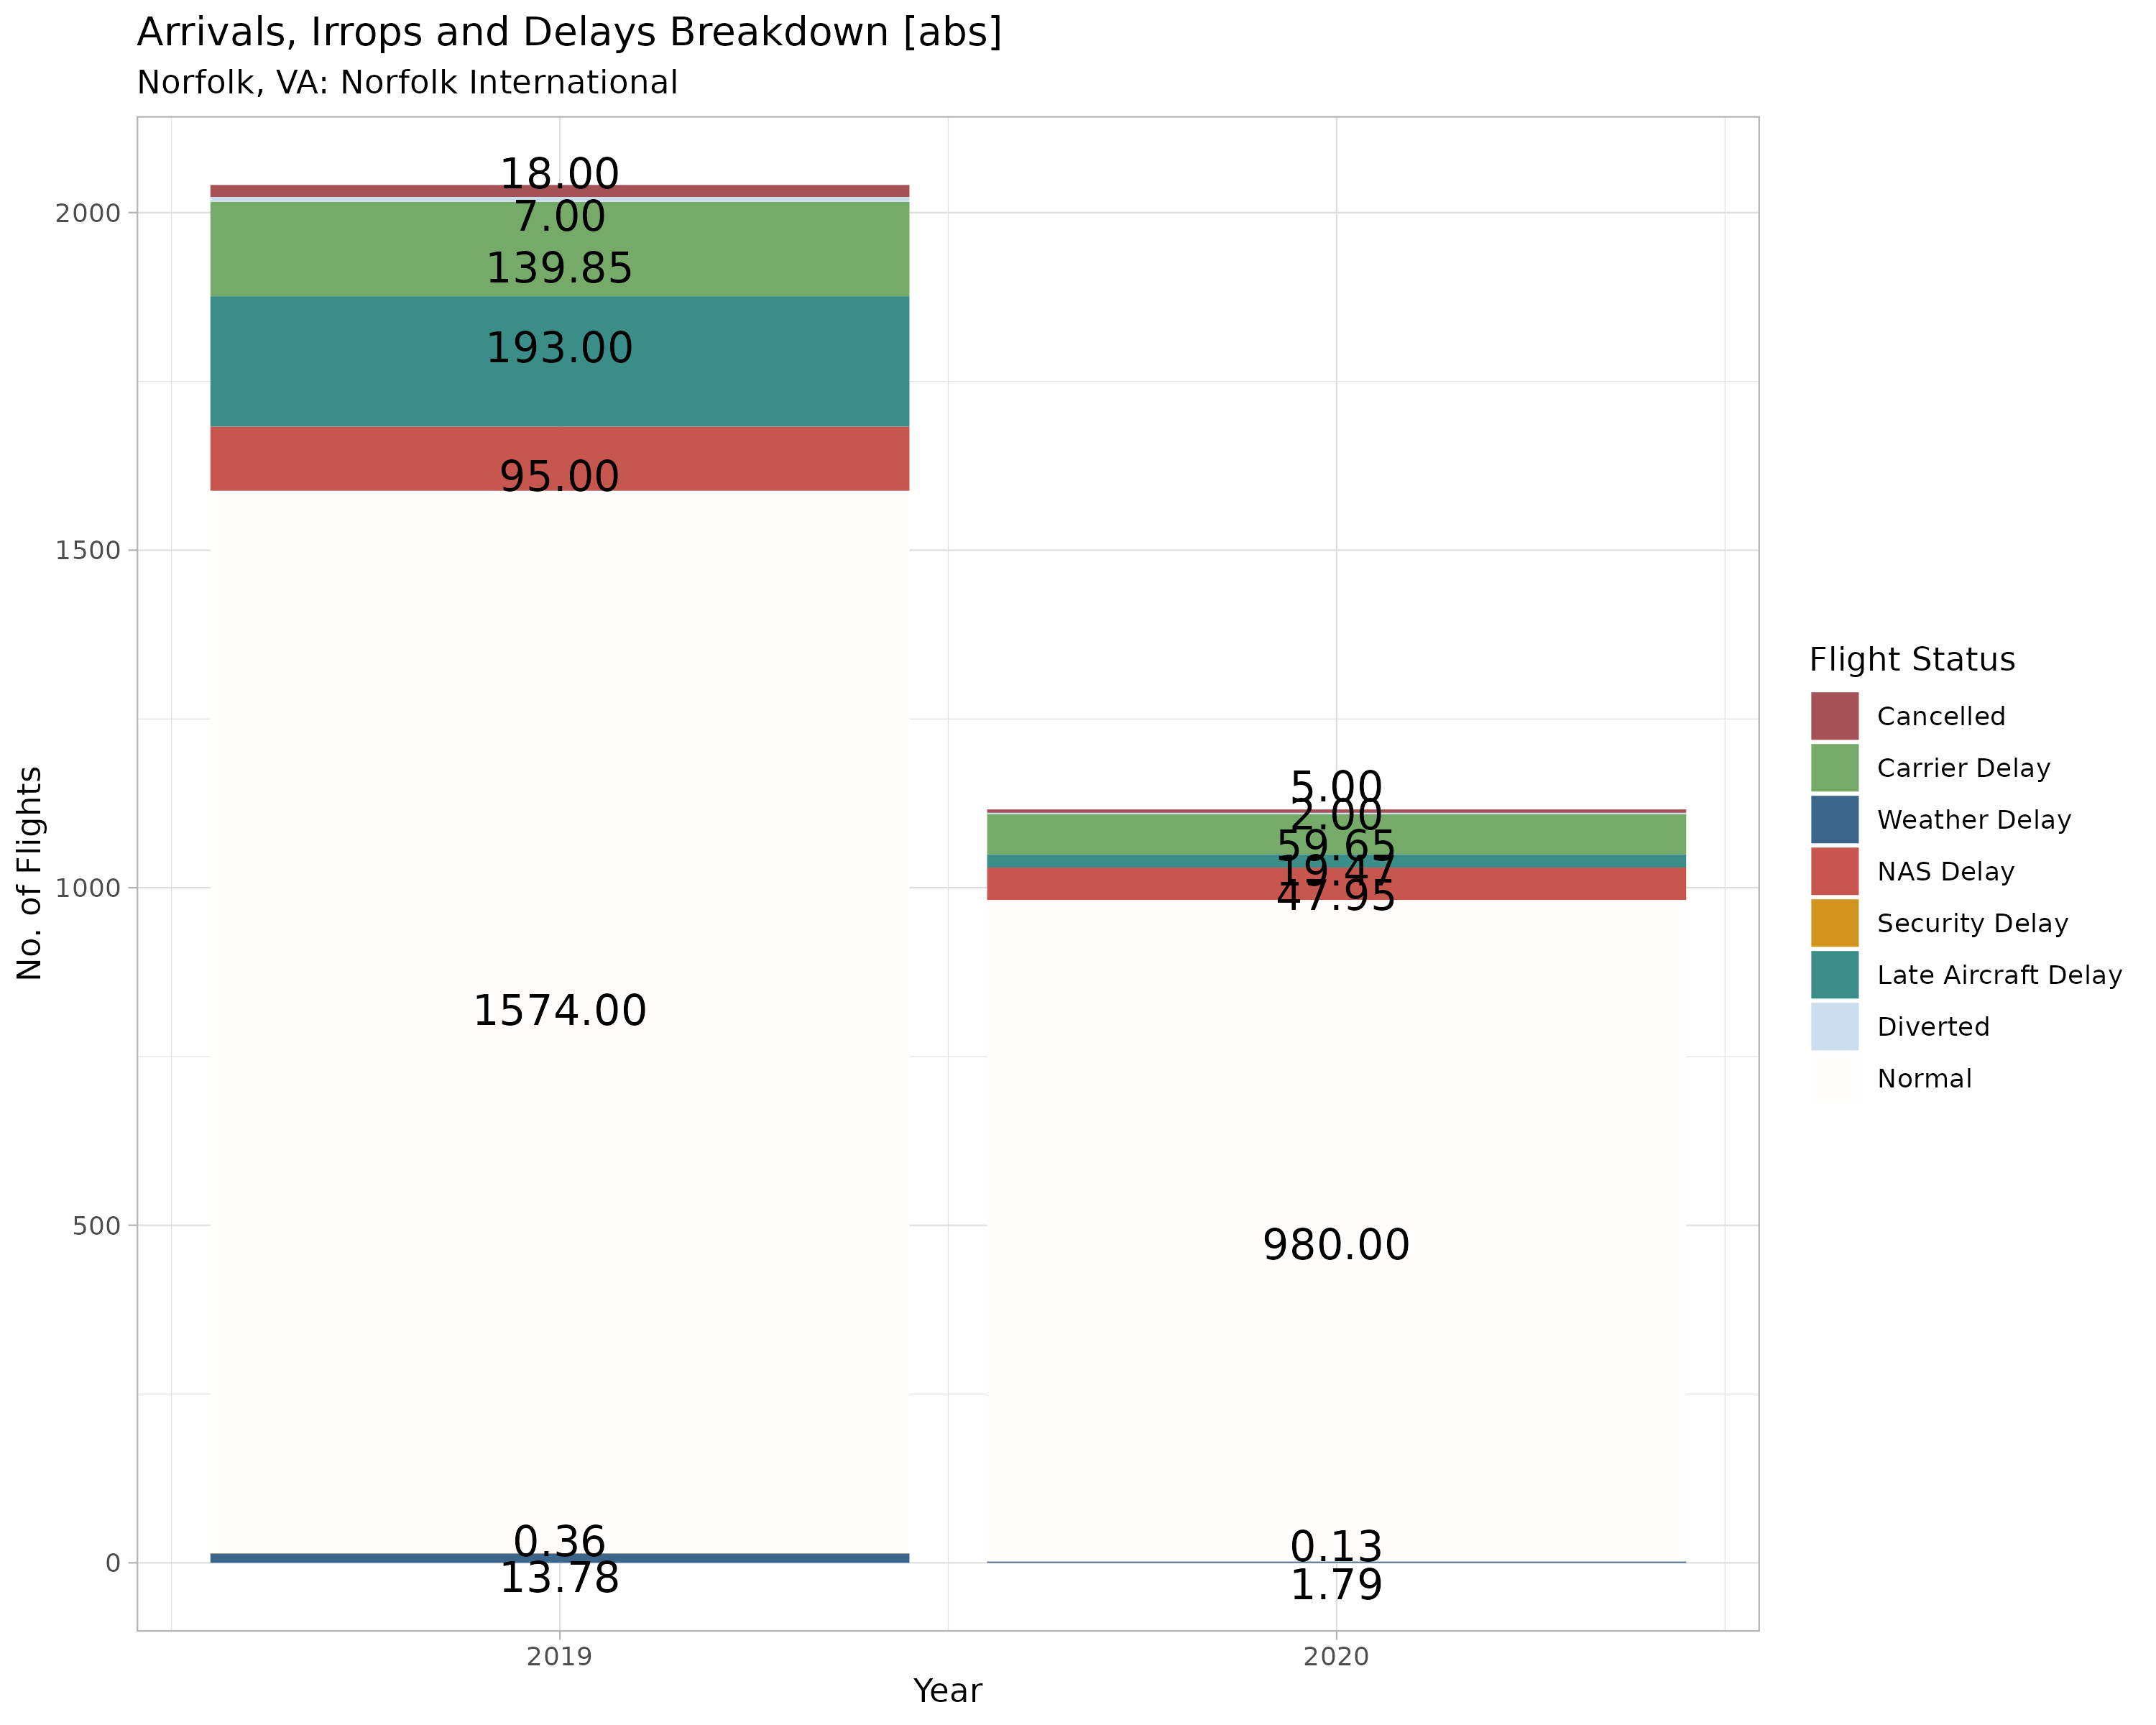 Arrivals, Irrops and Delays Breakdown [abs]
Norfolk, VA: Norfolk International
No. of Flights
2000
1500
1000
500
0
18.00
7.00
139.85
193.00
95.00
1574.00
0.36
13.78
5.00
2.00
59.65
19.47
47.95
980.00
0.13
1.79
2019
2020
Year
Flight Status
Cancelled
Carrier Delay
Weather Delay
NAS Delay
Security Delay
Late Aircraft Delay
Diverted
Normal